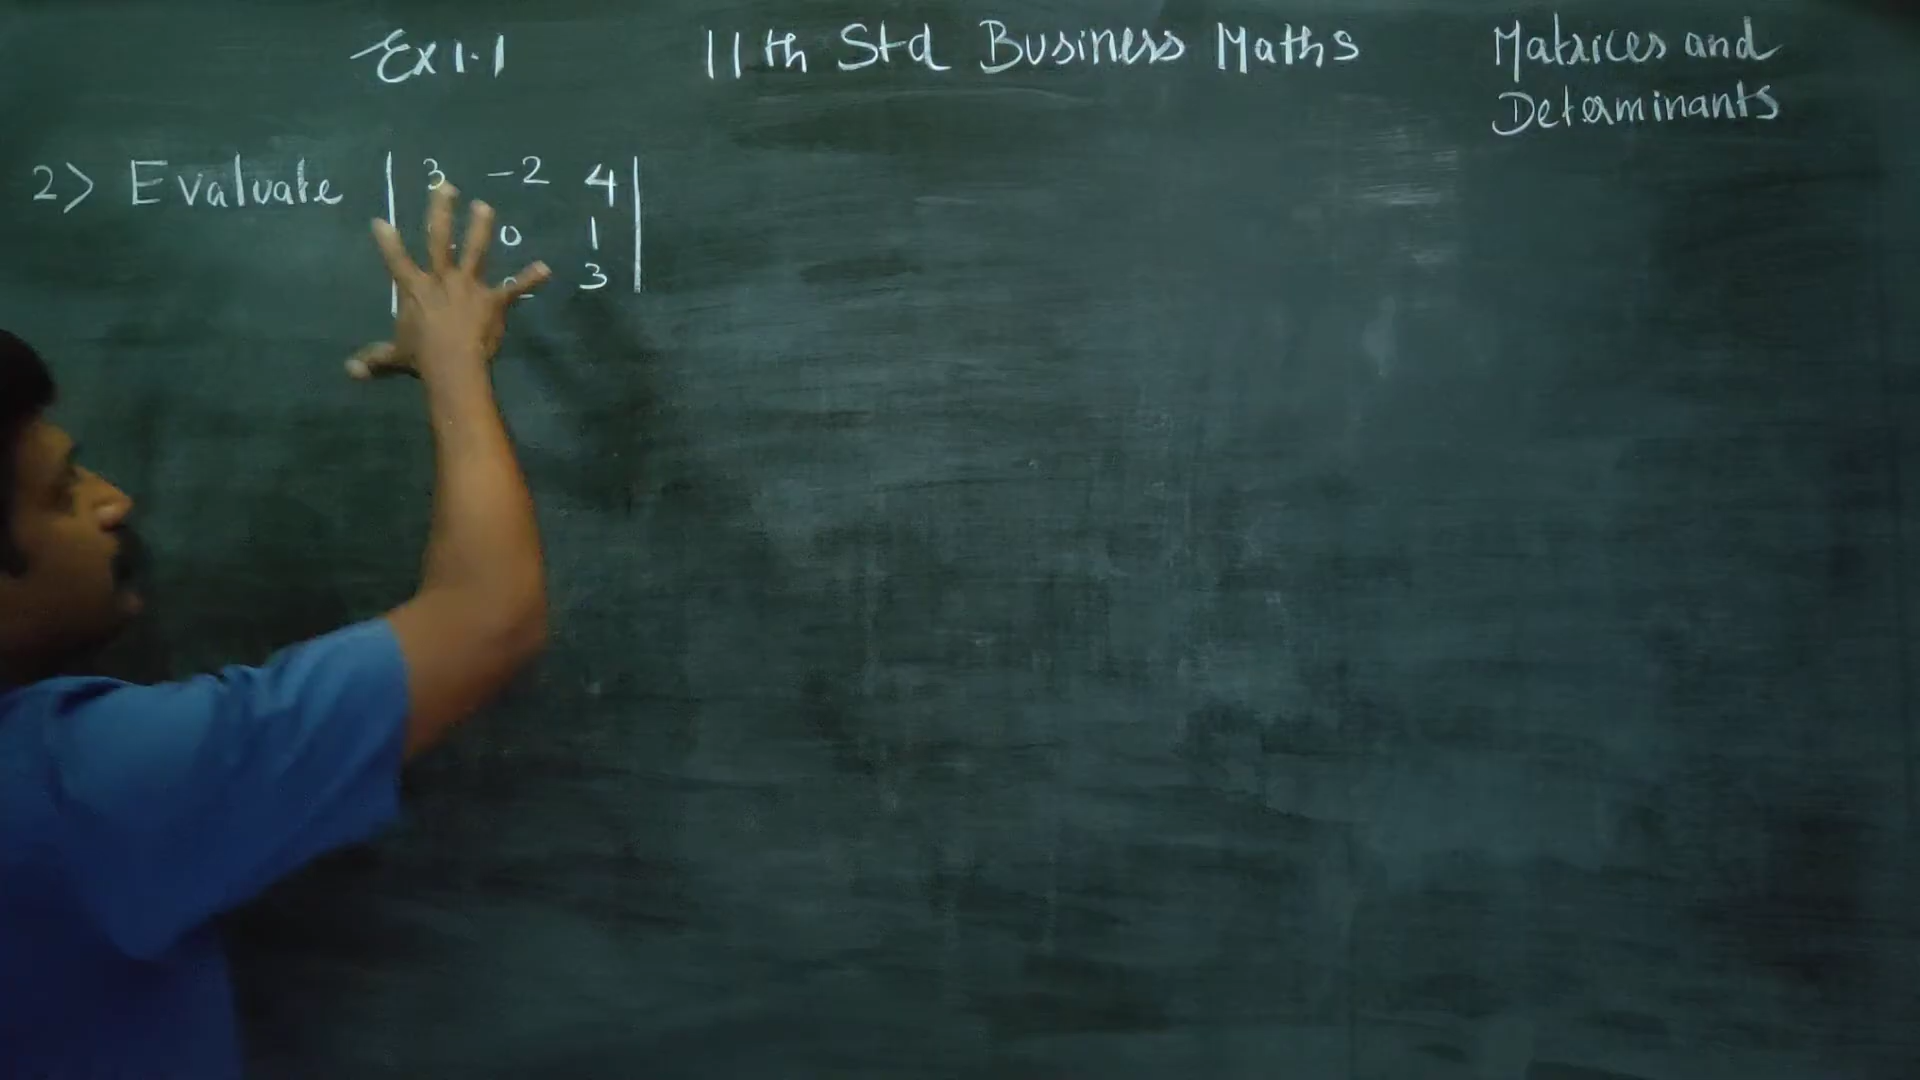 Ex 1.1
11th Std Business Maths
Matrices and
Determinants
2> Evaluate | 3 -2 4 |
0 1
3